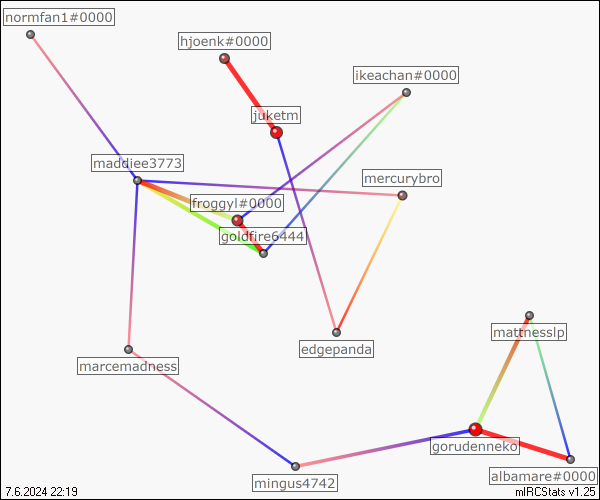 normfan1#0000
hjoenk#0000
ikeachan#0000
juketm
maddiee3773
mercurybro
froggyl#0000
goldfire6444
mattnesslp
edgepanda
marcemadness
gorudenneko
albamare#0000
mingus4742
7.6.2024 22:19
mIRCStats v1.25